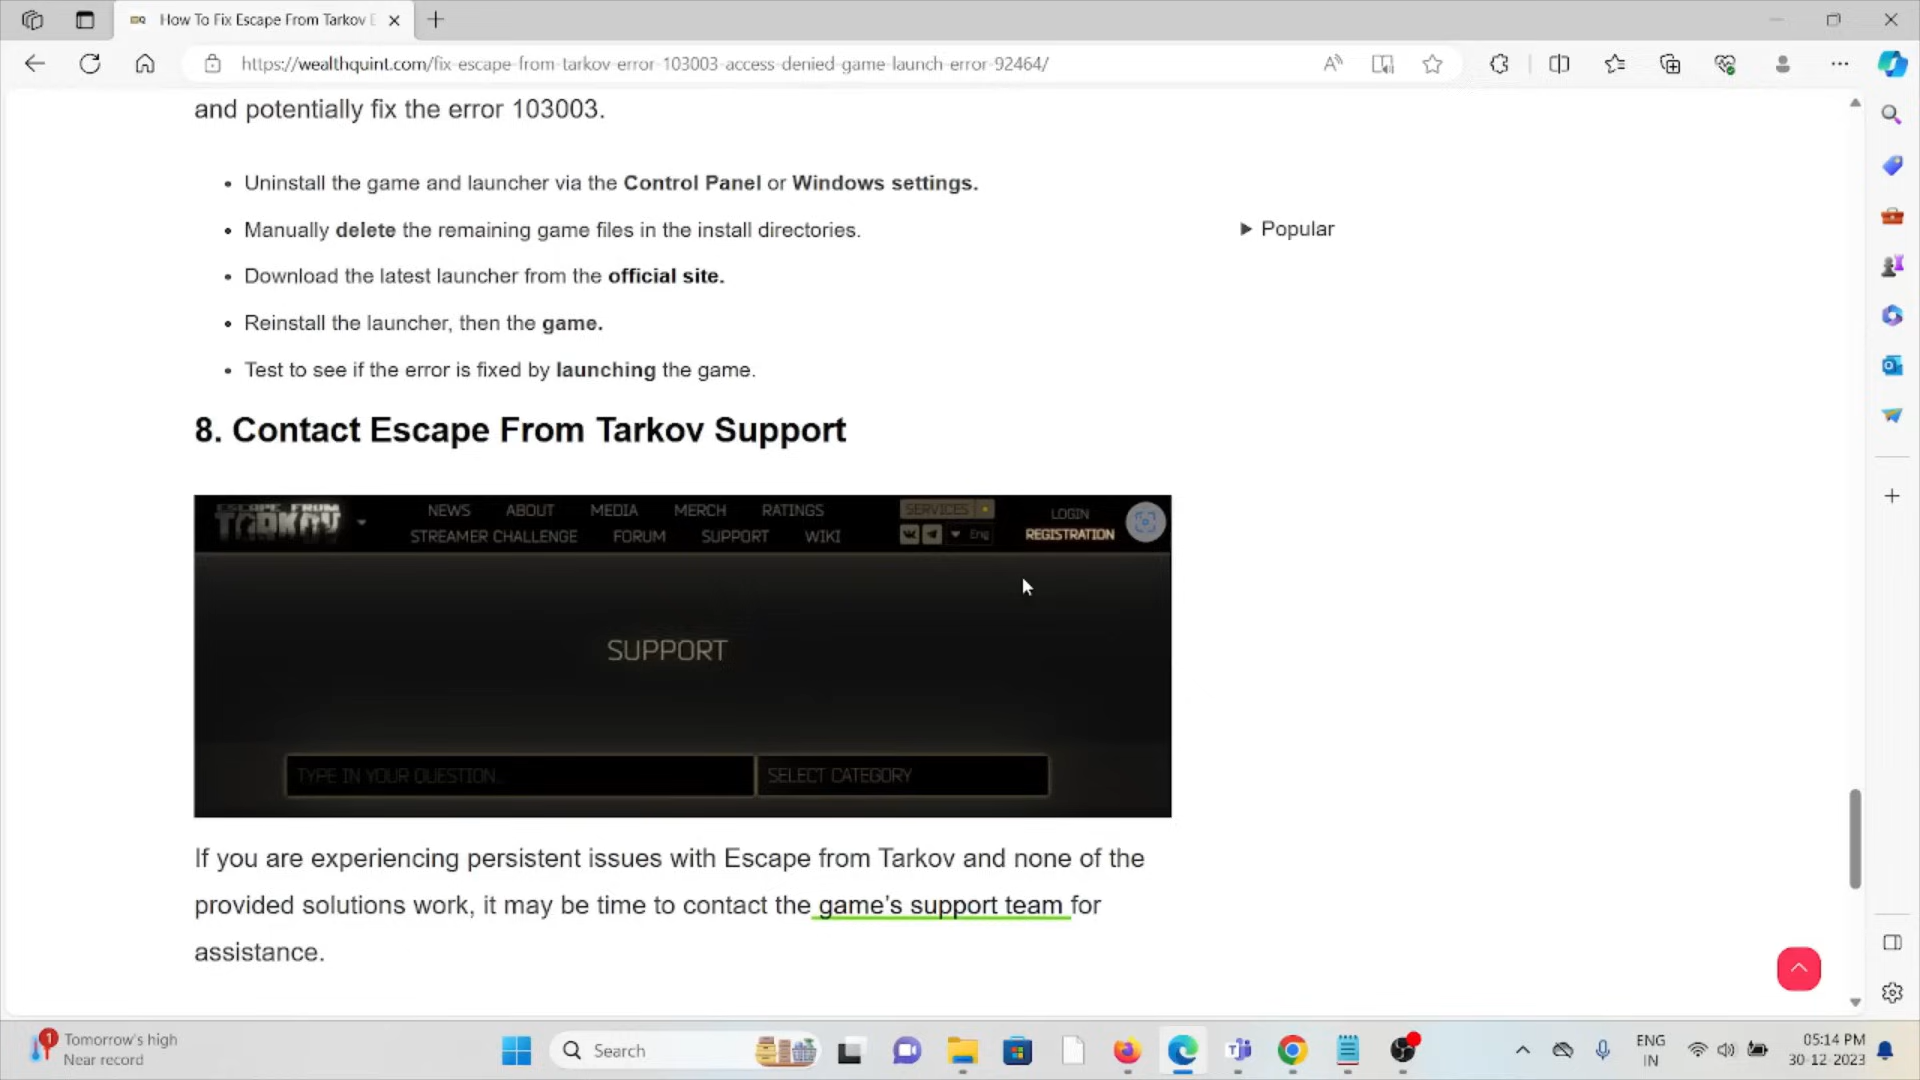 How To Fix Escape From Tarkov E
https://wealthquint.com/fix-escape-from-tarkov-error-103003-access-denied-game-launch-error-92464/
and potentially fix the error 103003.
• Uninstall the game and launcher via the Control Panel or Windows settings.
• Manually delete the remaining game files in the install directories.
▶ Popular
• Download the latest launcher from the official site.
• Reinstall the launcher, then the game.
• Test to see if the error is fixed by launching the game.
8. Contact Escape From Tarkov Support
ESCAPE FROM
TARKOV
NEWS ABOUT MEDIA MERCH RATINGS
STREAMER CHALLENGE FORUM SUPPORT WIKI
SERVICES
Eng
LOGIN
REGISTRATION
SUPPORT
TYPE IN YOUR QUESTION...
SELECT CATEGORY
If you are experiencing persistent issues with Escape from Tarkov and none of the
provided solutions work, it may be time to contact the game's support team for
assistance.
1
Tomorrow's high
Near record
Search
ENG
IN
05:14 PM
30-12-2023